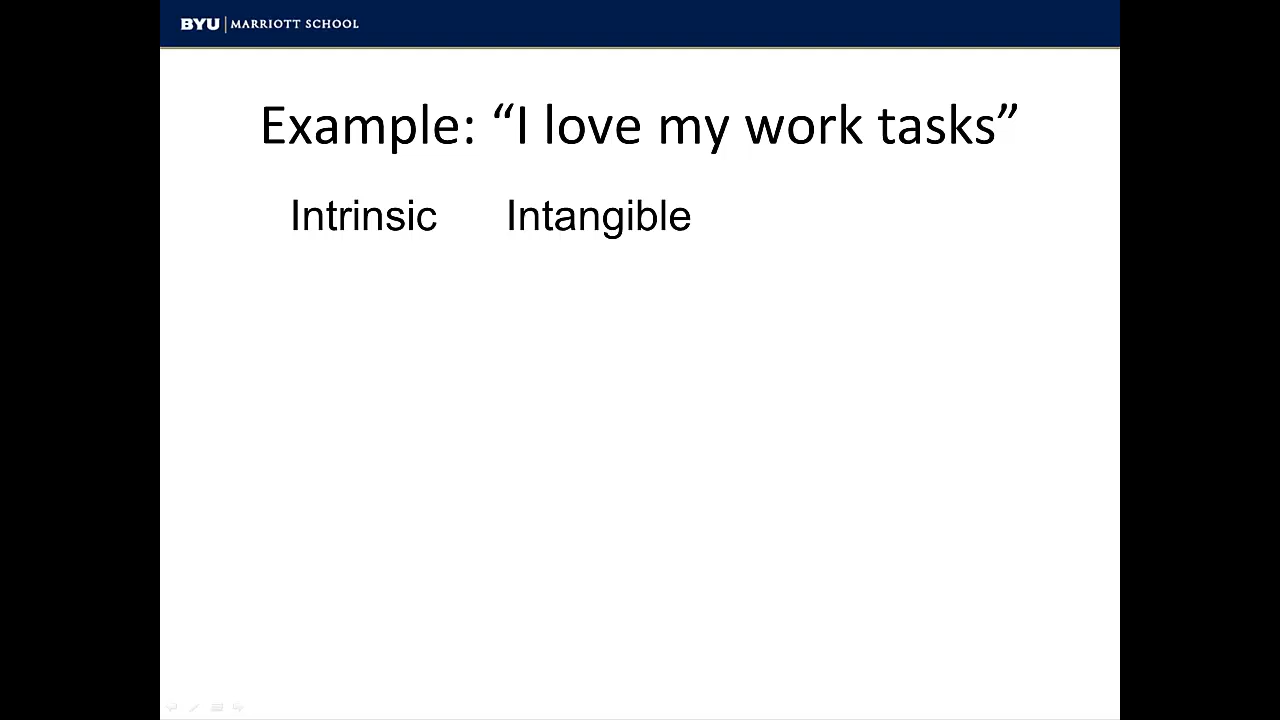 BYU | MARRIOTT SCHOOL
Example: “I love my work tasks”
Intrinsic Intangible